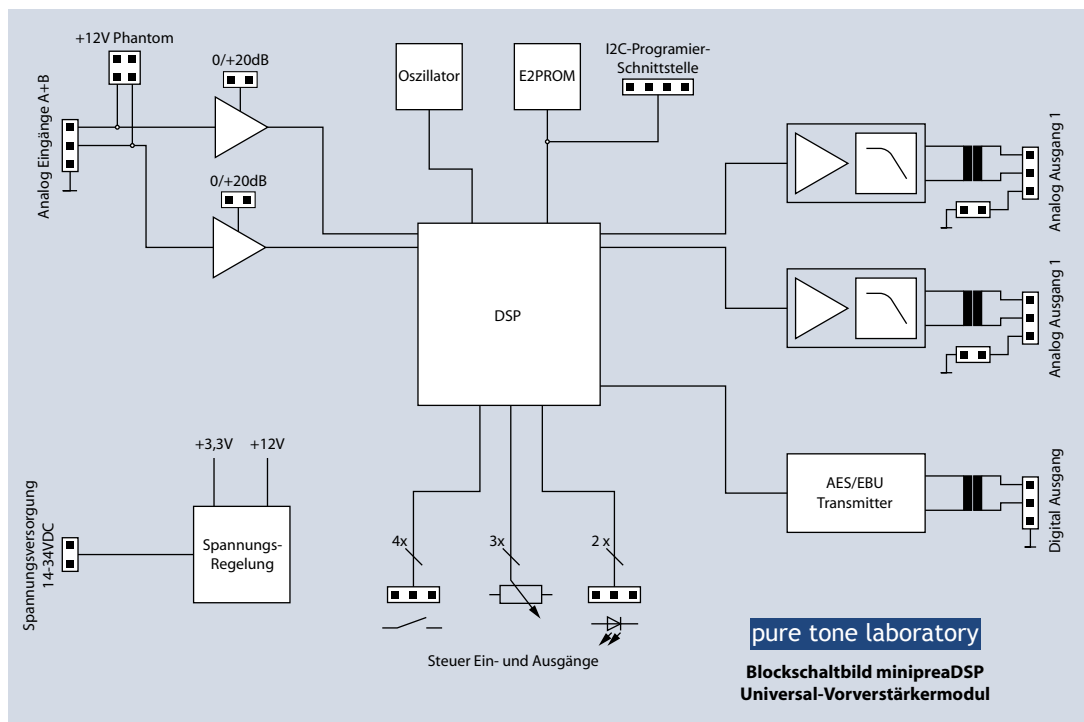 +12V Phantom
0/+20dB
Oszillator
E2PROM
I2C-Programier-
Schnittstelle
Analog Eingänge A+B
0/+20dB
Analog Ausgang 1
DSP
Analog Ausgang 1
+3,3V
+12V
Spannungsversorgung
14-34VDC
Spannungs-
Regelung
4x
3x
2 x
AES/EBU
Transmitter
Digital Ausgang
Steuer Ein- und Ausgänge
pure tone laboratory
Blockschaltbild minipreaDSP
Universal-Vorverstärkermodul